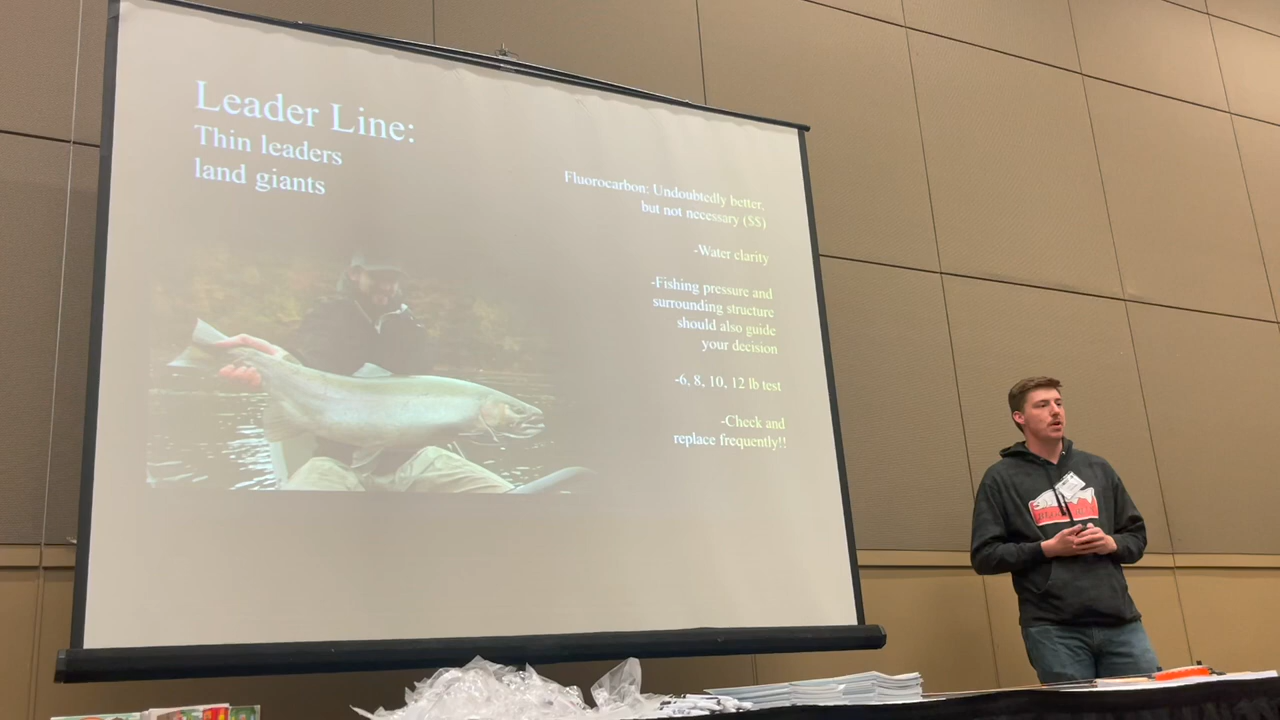 Leader Line:
Thin leaders
land giants
Fluorocarbon: Undoubtedly better,
but not necessary ($$)
-Water clarity
-Fishing pressure and
surrounding structure
should also guide
your decision
-6, 8, 10, 12 lb test
-Check and
replace frequently!!